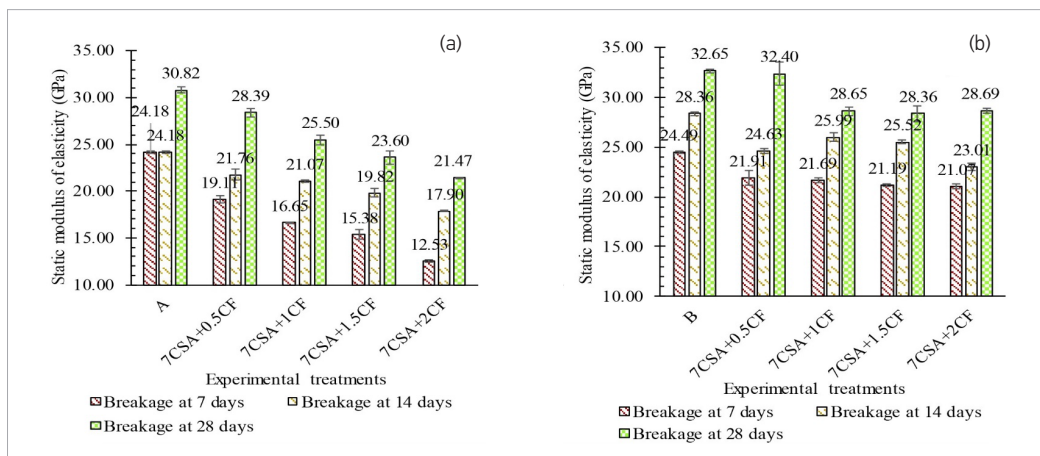 (a)
Static modulus of elasticity (GPa)
35.00
30.00
25.00
20.00
15.00
10.00
24.18
24.18
30.82
19.11
21.76
28.39
16.65
21.07
25.50
15.38
19.82
23.60
12.53
17.90
21.47
A
7CSA+0.5CF
7CSA+1CF
7CSA+1.5CF
7CSA+2CF
Experimental treatments
Breakage at 7 days
Breakage at 14 days
Breakage at 28 days
(b)
Static modulus of elasticity (GPa)
35.00
30.00
25.00
20.00
15.00
10.00
24.49
28.36
32.65
21.91
24.63
32.40
21.69
25.99
28.65
21.19
25.52
28.36
21.07
23.01
28.69
B
7CSA+0.5CF
7CSA+1CF
7CSA+1.5CF
7CSA+2CF
Experimental treatments
Breakage at 7 days
Breakage at 14 days
Breakage at 28 days